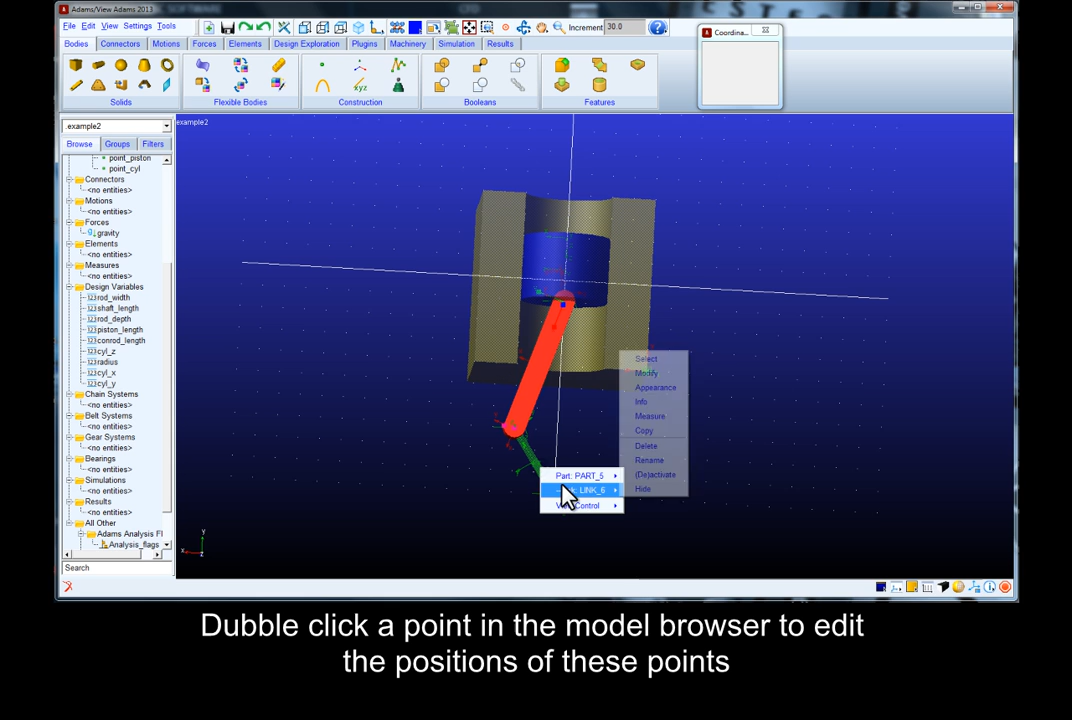 Adams/View Adams 2013
File Edit View Settings Tools
Increment 30.0
Bodies Connectors Motions Forces Elements Design Exploration Plugins Machinery Simulation Results
Solids Flexible Bodies Construction Booleans Features
Coordina...
.example2
example2
Browse Groups Filters
point_piston
point_cyl
Connectors
<no entities>
Motions
<no entities>
Forces
gravity
Elements
<no entities>
Measures
<no entities>
Design Variables
rod_width
shaft_length
rod_depth
piston_length
conrod_length
cyl_z
radius
cyl_x
cyl_y
Chain Systems
<no entities>
Belt Systems
<no entities>
Gear Systems
<no entities>
Bearings
<no entities>
Simulations
<no entities>
Results
<no entities>
All Other
Adams Analysis Fl
Analysis_flags
Search
Select
Modify
Appearance
Info
Measure
Copy
Delete
Rename
(De)activate
Hide
Part: PART_5
LINK_6
Control
Dubble click a point in the model browser to edit
the positions of these points